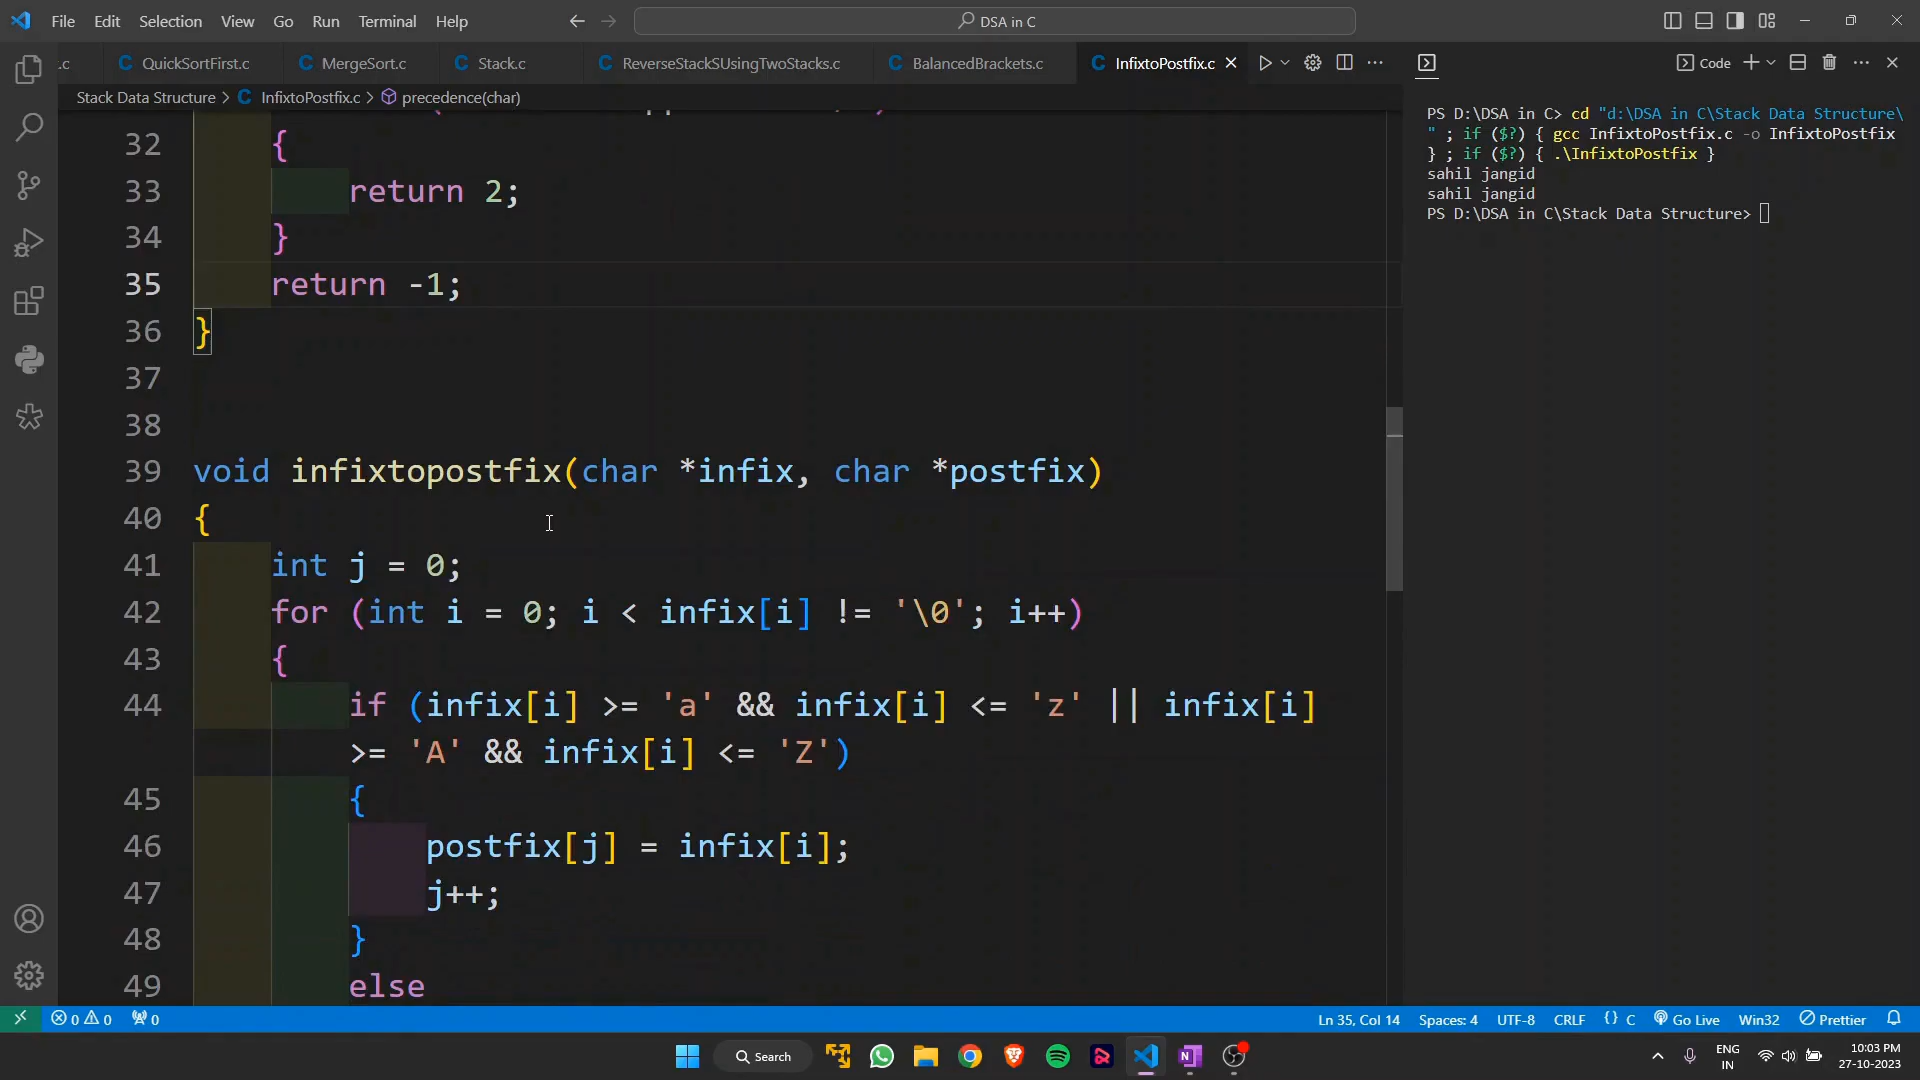 File Edit Selection View Go Run Terminal Help
DSA in C
.c
QuickSortFirst.c
MergeSort.c
Stack.c
ReverseStackSUsingTwoStacks.c
BalancedBrackets.c
InfixtoPostfix.c
Code
Stack Data Structure > InfixtoPostfix.c > precedence(char)
32 {
33 return 2;
34 }
35 return -1;
36 }
37
38
39 void infixtopostfix(char *infix, char *postfix)
40 {
41 int j = 0;
42 for (int i = 0; i < infix[i] != '\0'; i++)
43 {
44 if (infix[i] >= 'a' && infix[i] <= 'z' || infix[i]
>= 'A' && infix[i] <= 'Z')
45 {
46 postfix[j] = infix[i];
47 j++;
48 }
49 else
PS D:\DSA in C> cd "d:\DSA in C\Stack Data Structure\
" ; if ($?) { gcc InfixtoPostfix.c -o InfixtoPostfix
} ; if ($?) { .\InfixtoPostfix }
sahil jangid
sahil jangid
PS D:\DSA in C\Stack Data Structure>
0 0 0
Ln 35, Col 14 Spaces: 4 UTF-8 CRLF {} C Go Live Win32 Prettier
Search
ENG
IN
10:03 PM
27-10-2023